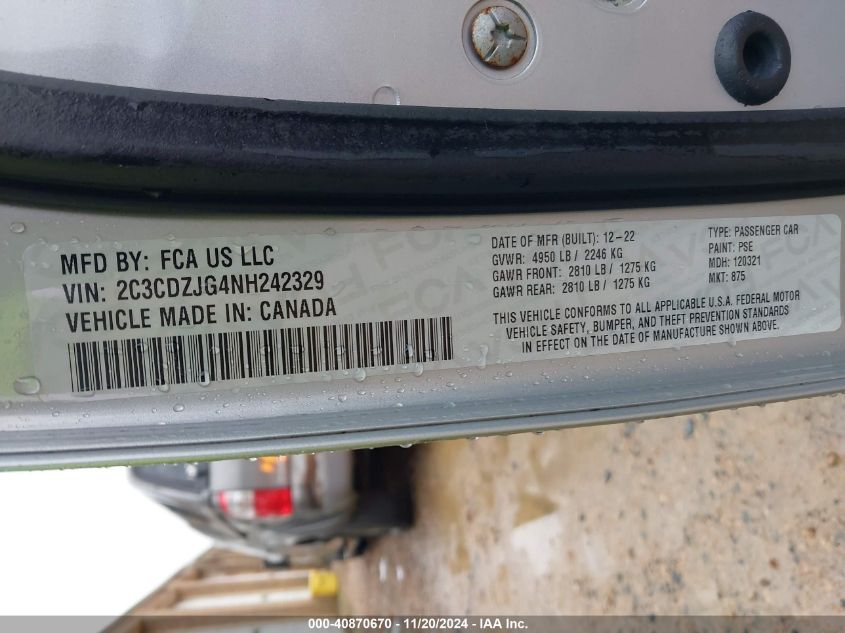 MFD BY: FCA US LLC
VIN: 2C3CDZJG4NH242329
VEHICLE MADE IN: CANADA
DATE OF MFR (BUILT): 12-22
GVWR: 4950 LB / 2246 KG
GAWR FRONT: 2810 LB / 1275 KG
GAWR REAR: 2810 LB / 1275 KG
TYPE: PASSENGER CAR
PAINT: PSE
MDH: 120321
MKT: 875
THIS VEHICLE CONFORMS TO ALL APPLICABLE U.S.A. FEDERAL MOTOR
VEHICLE SAFETY, BUMPER, AND THEFT PREVENTION STANDARDS
IN EFFECT ON THE DATE OF MANUFACTURE SHOWN ABOVE.
000-40870670 - 11/20/2024 - IAA Inc.